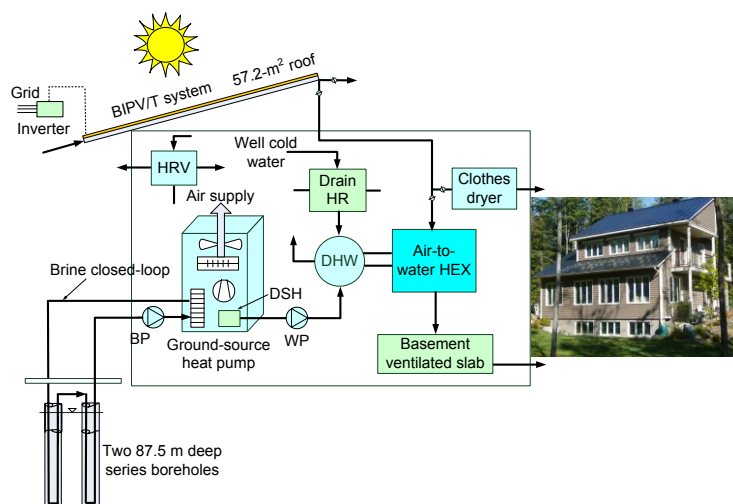 BIPV/T system 57.2-m² roof
Grid
Inverter
HRV
Air supply
Well cold
water
Drain
HR
Clothes
dryer
DHW
Air-to-
water HEX
Brine closed-loop
DSH
BP
WP
Ground-source
heat pump
Basement
ventilated slab
Two 87.5 m deep
series boreholes